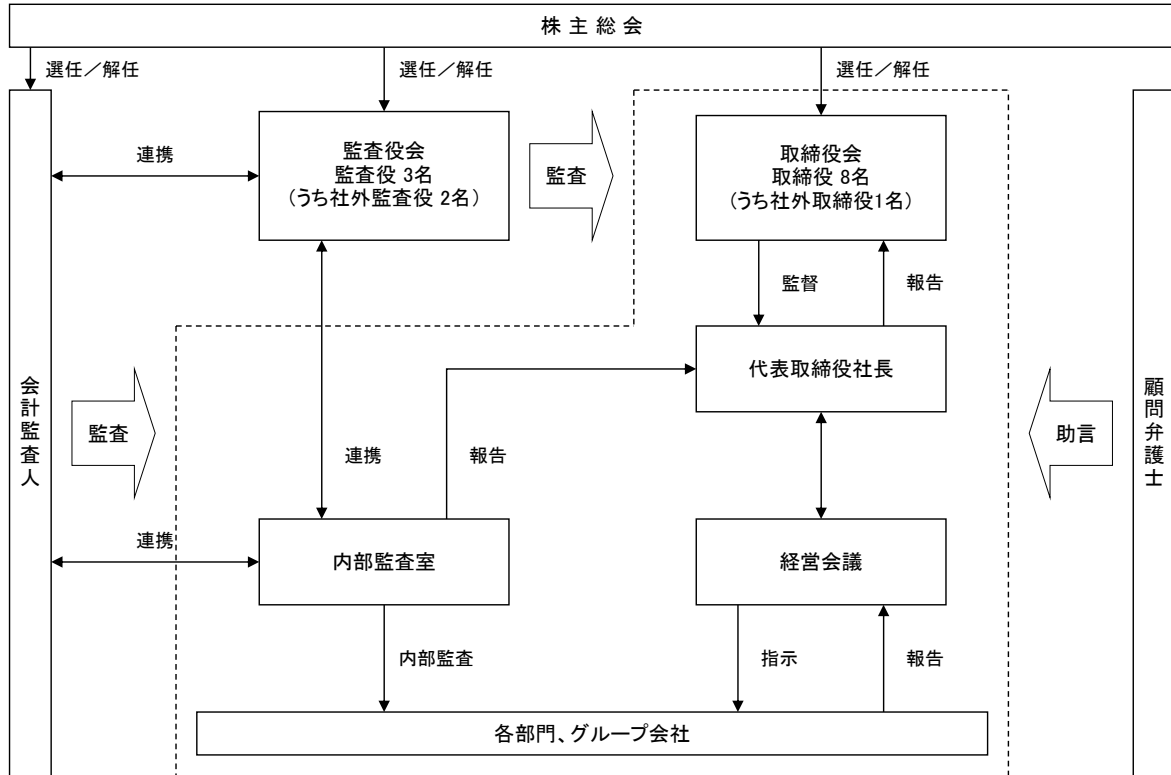 株主総会
選任／解任
選任／解任
選任／解任
監査役会
監査役 3名
（うち社外監査役 2名）
監査
取締役会
取締役 8名
（うち社外取締役1名）
連携
監督
報告
代表取締役社長
会計監査人
監査
連携
報告
助言
顧問弁護士
連携
内部監査室
経営会議
内部監査
指示
報告
各部門、グループ会社